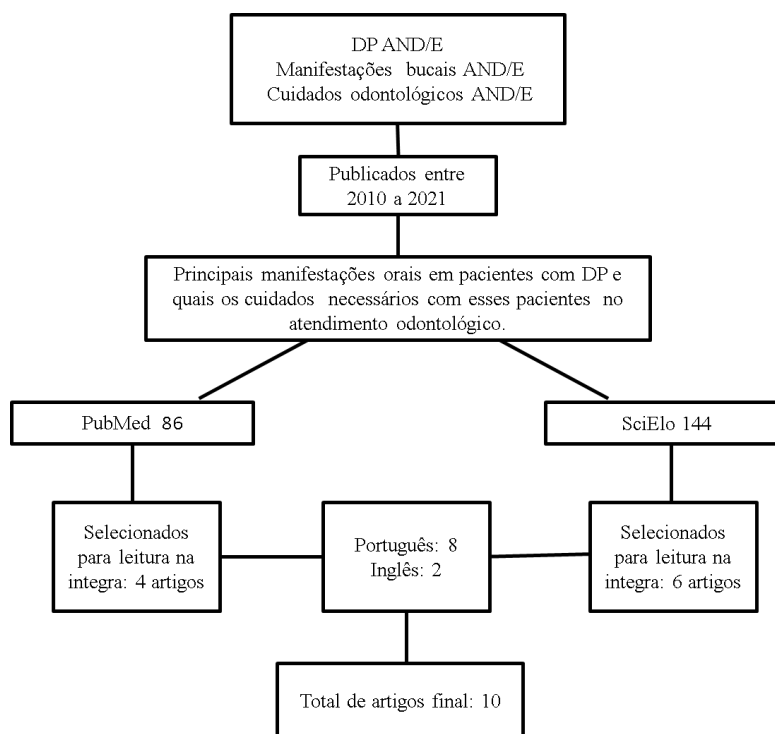 DP AND/E
Manifestações bucais AND/E
Cuidados odontológicos AND/E
Publicados entre
2010 a 2021
Principais manifestações orais em pacientes com DP e
quais os cuidados necessários com esses pacientes no
atendimento odontológico.
PubMed 86
SciElo 144
Selecionados
para leitura na
integra: 4 artigos
Português: 8
Inglês: 2
Selecionados
para leitura na
integra: 6 artigos
Total de artigos final: 10